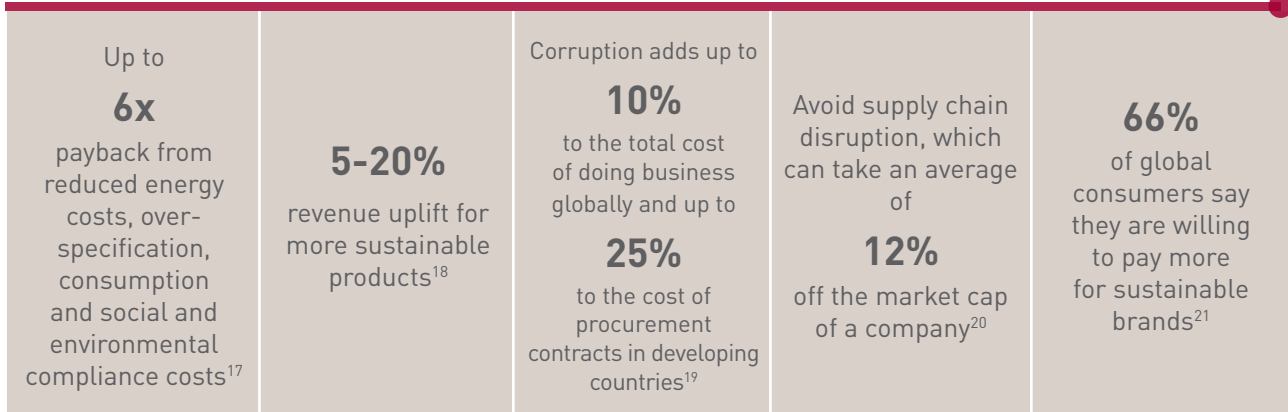 Up to
6x
payback from
reduced energy
costs, over-
specification,
consumption
and social and
environmental
compliance costs17
5-20%
revenue uplift for
more sustainable
products18
Corruption adds up to
10%
to the total cost
of doing business
globally and up to
25%
to the cost of
procurement
contracts in developing
countries19
Avoid supply chain
disruption, which
can take an average
of
12%
off the market cap
of a company20
66%
of global
consumers say
they are willing
to pay more
for sustainable
brands21